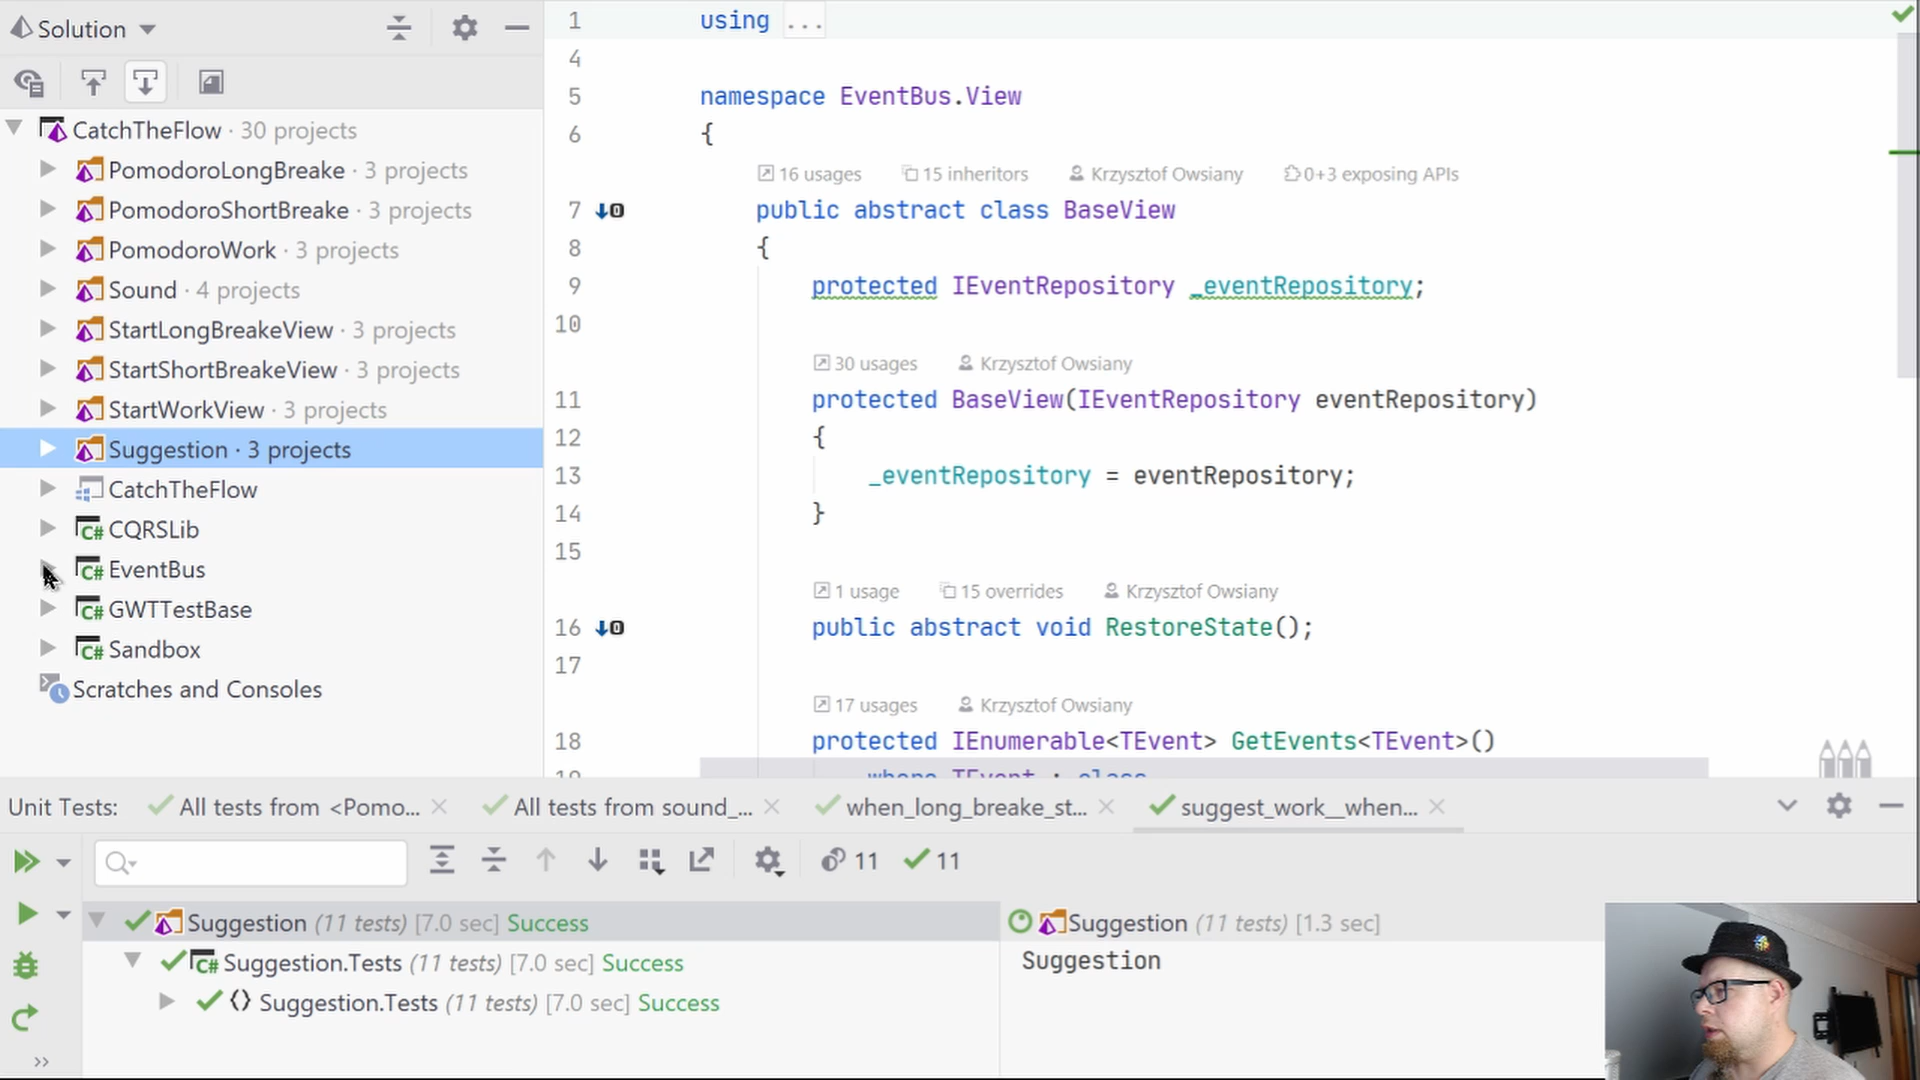 Solution
CatchTheFlow · 30 projects
PomodoroLongBreake · 3 projects
PomodoroShortBreake · 3 projects
PomodoroWork · 3 projects
Sound · 4 projects
StartLongBreakeView · 3 projects
StartShortBreakeView · 3 projects
StartWorkView · 3 projects
Suggestion · 3 projects
CatchTheFlow
C# CQRSLib
C# EventBus
C# GWTTestBase
C# Sandbox
Scratches and Consoles
1 using ...
4
5 namespace EventBus.View
6 {
16 usages 15 inheritors Krzysztof Owsiany 0+3 exposing APIs
7 public abstract class BaseView
8 {
9 protected IEventRepository _eventRepository;
10
30 usages Krzysztof Owsiany
11 protected BaseView(IEventRepository eventRepository)
12 {
13 _eventRepository = eventRepository;
14 }
15
1 usage 15 overrides Krzysztof Owsiany
16 public abstract void RestoreState();
17
17 usages Krzysztof Owsiany
18 protected IEnumerable<TEvent> GetEvents<TEvent>()
19 where TEvent : class
Unit Tests: All tests from <Pomo... All tests from sound_... when_long_breake_st... suggest_work__when...
11 11
Suggestion (11 tests) [7.0 sec] Success
C# Suggestion.Tests (11 tests) [7.0 sec] Success
{} Suggestion.Tests (11 tests) [7.0 sec] Success
Suggestion (11 tests) [1.3 sec]
Suggestion